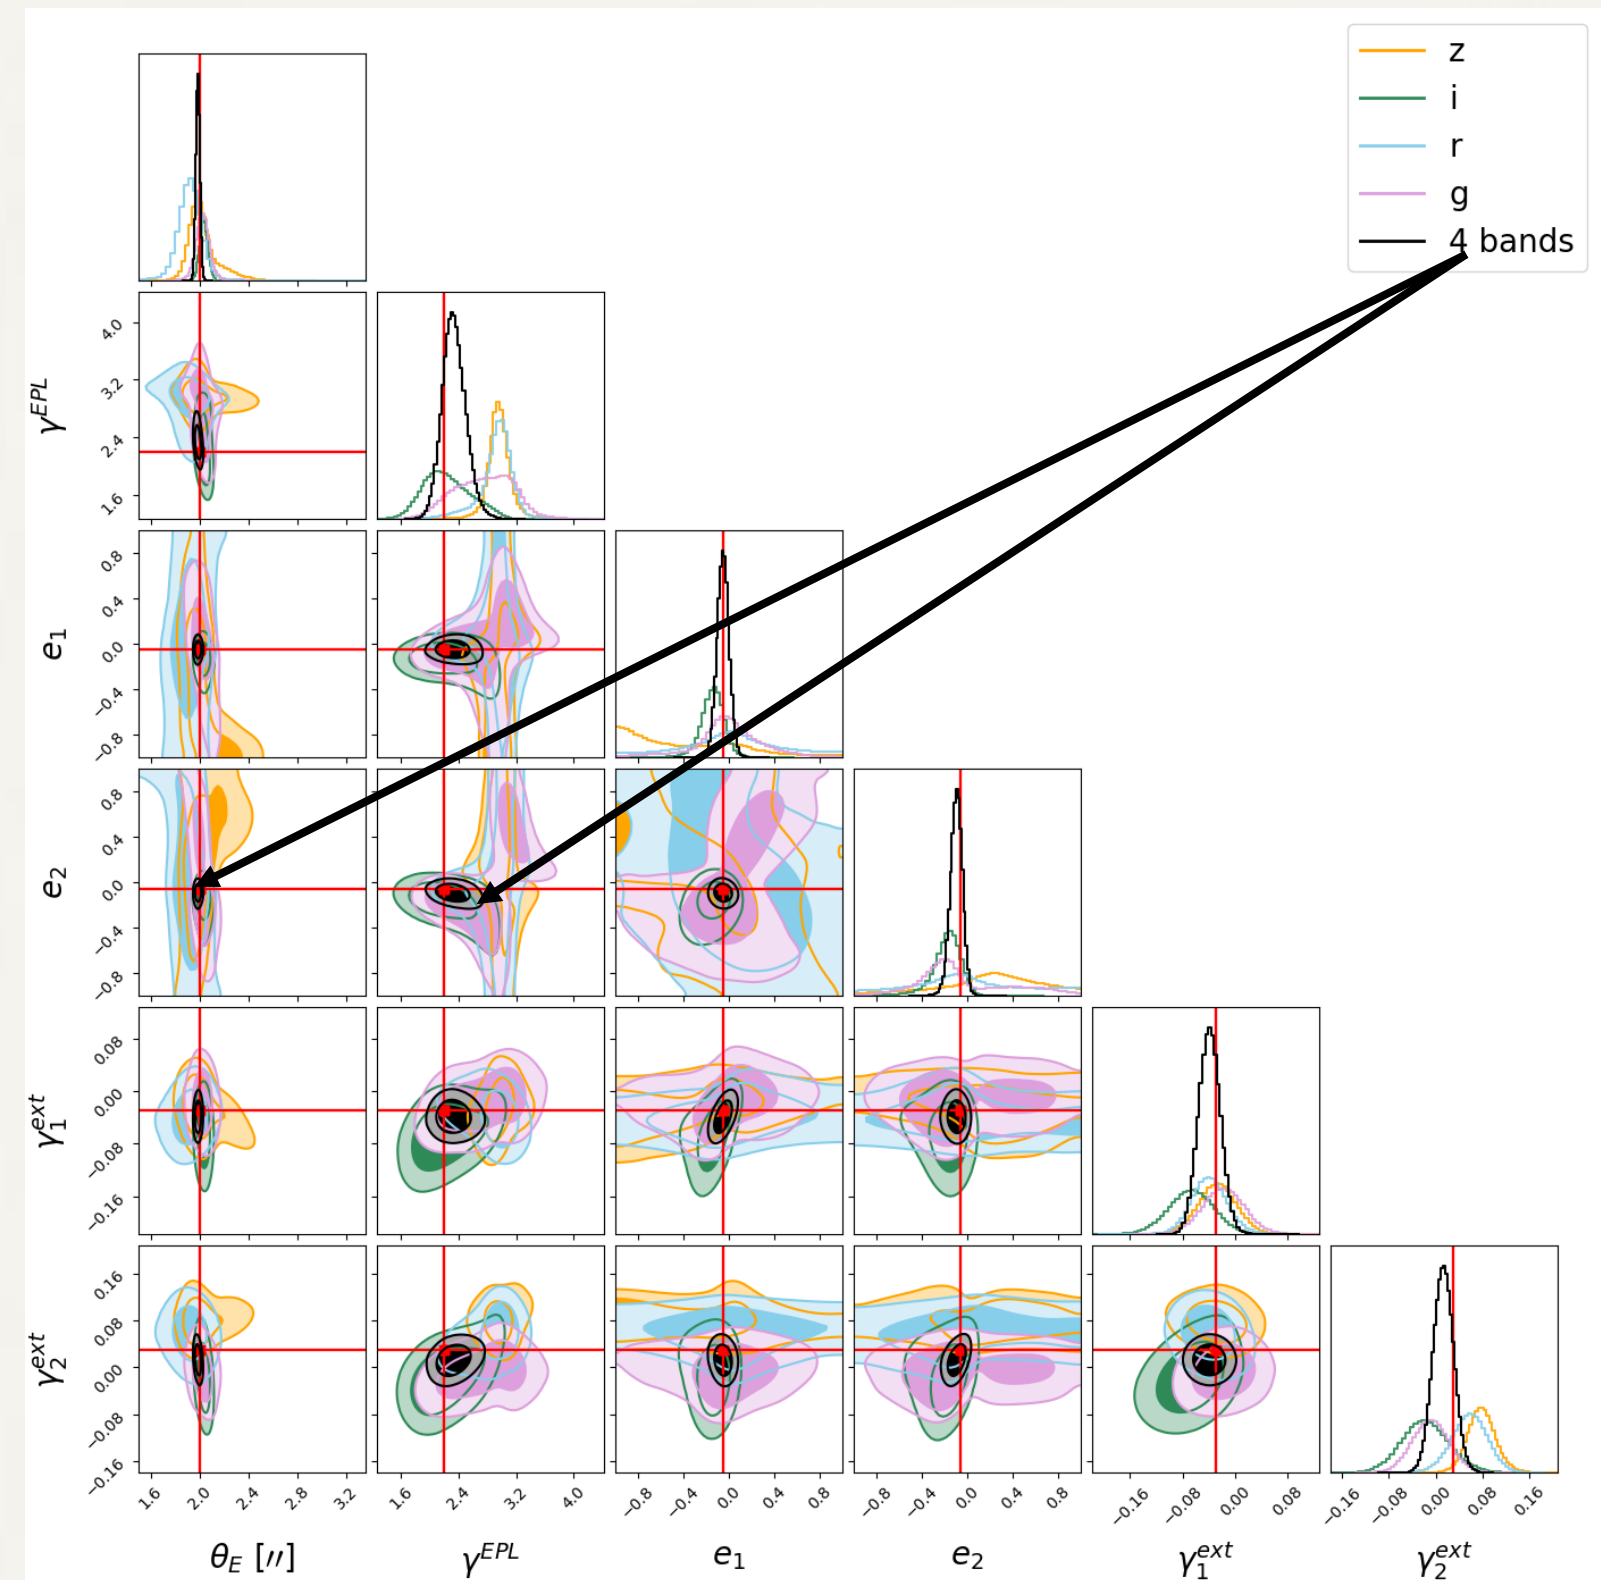 z
i
r
g
4 bands
γ^EPL
4.0
3.2
2.4
1.6
e₁
0.8
0.4
0.0
−0.4
−0.8
e₂
0.8
0.4
0.0
−0.4
−0.8
γ₁^ext
0.08
0.00
−0.08
−0.16
γ₂^ext
0.16
0.08
0.00
−0.08
−0.16
1.6 2.0 2.4 2.8 3.2 1.6 2.4 3.2 4.0 −0.8 −0.4 0.0 0.4 0.8 −0.8 −0.4 0.0 0.4 0.8 −0.16 −0.08 0.00 0.08 −0.16 −0.08 0.00 0.08 0.16
θ_E [″] γ^EPL e₁ e₂ γ₁^ext γ₂^ext